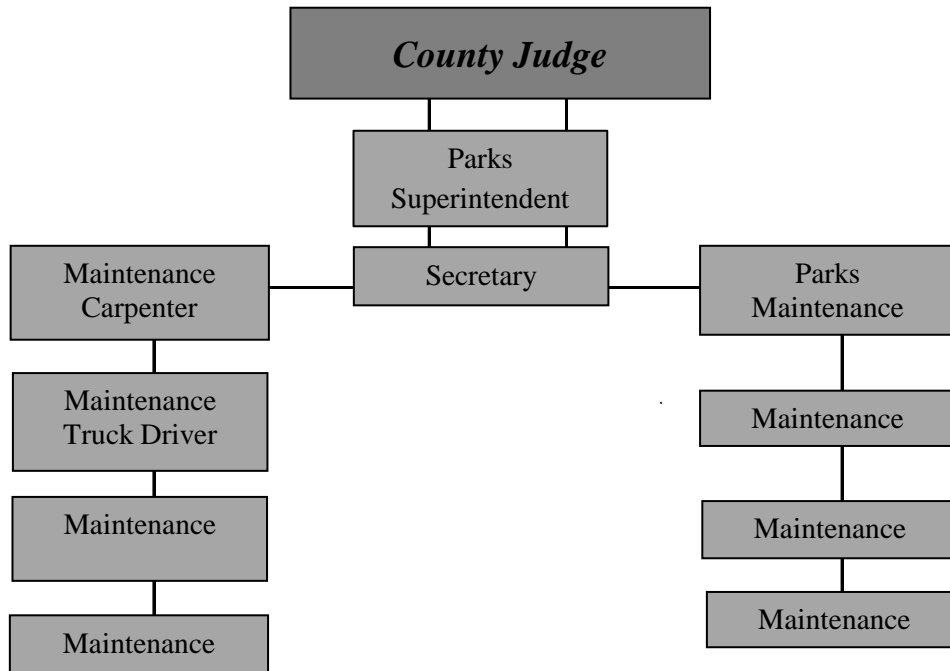 County Judge
Parks
Superintendent
Secretary
Maintenance
Carpenter
Maintenance
Truck Driver
Maintenance
Maintenance
Parks
Maintenance
Maintenance
Maintenance
Maintenance